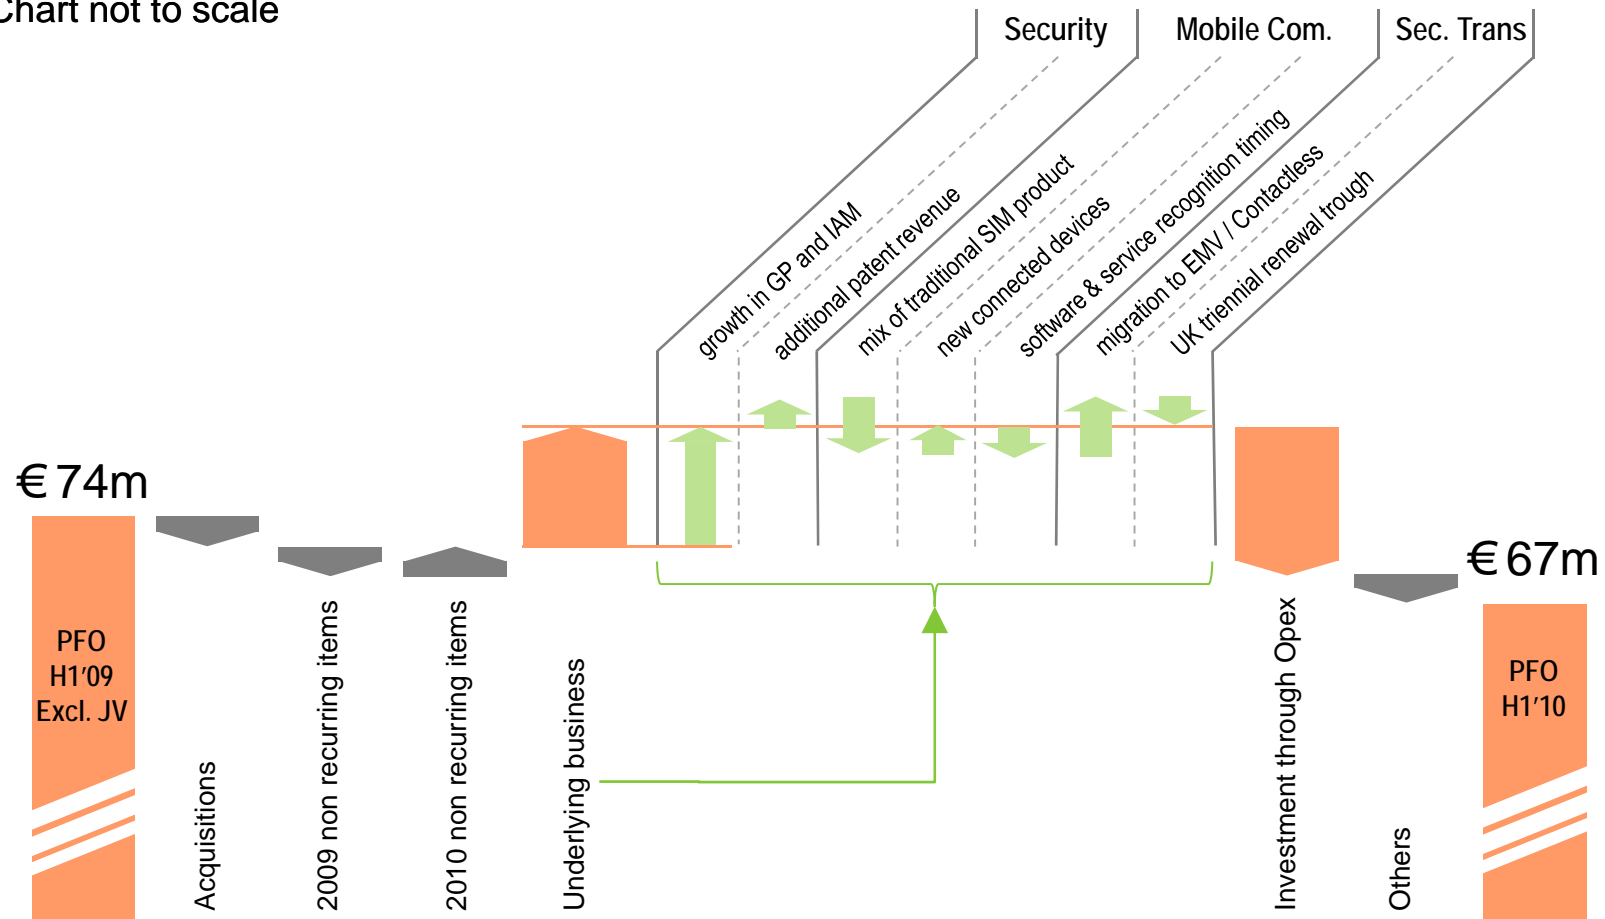 Chart not to scale
Security
Mobile Com.
Sec. Trans
growth in GP and IAM
additional patent revenue
mix of traditional SIM product
new connected devices
software & service recognition timing
migration to EMV / Contactless
UK triennial renewal trough
€ 74m
PFO
H1'09
Excl. JV
Acquisitions
2009 non recurring items
2010 non recurring items
Underlying business
Investment through Opex
Others
€ 67m
PFO
H1'10